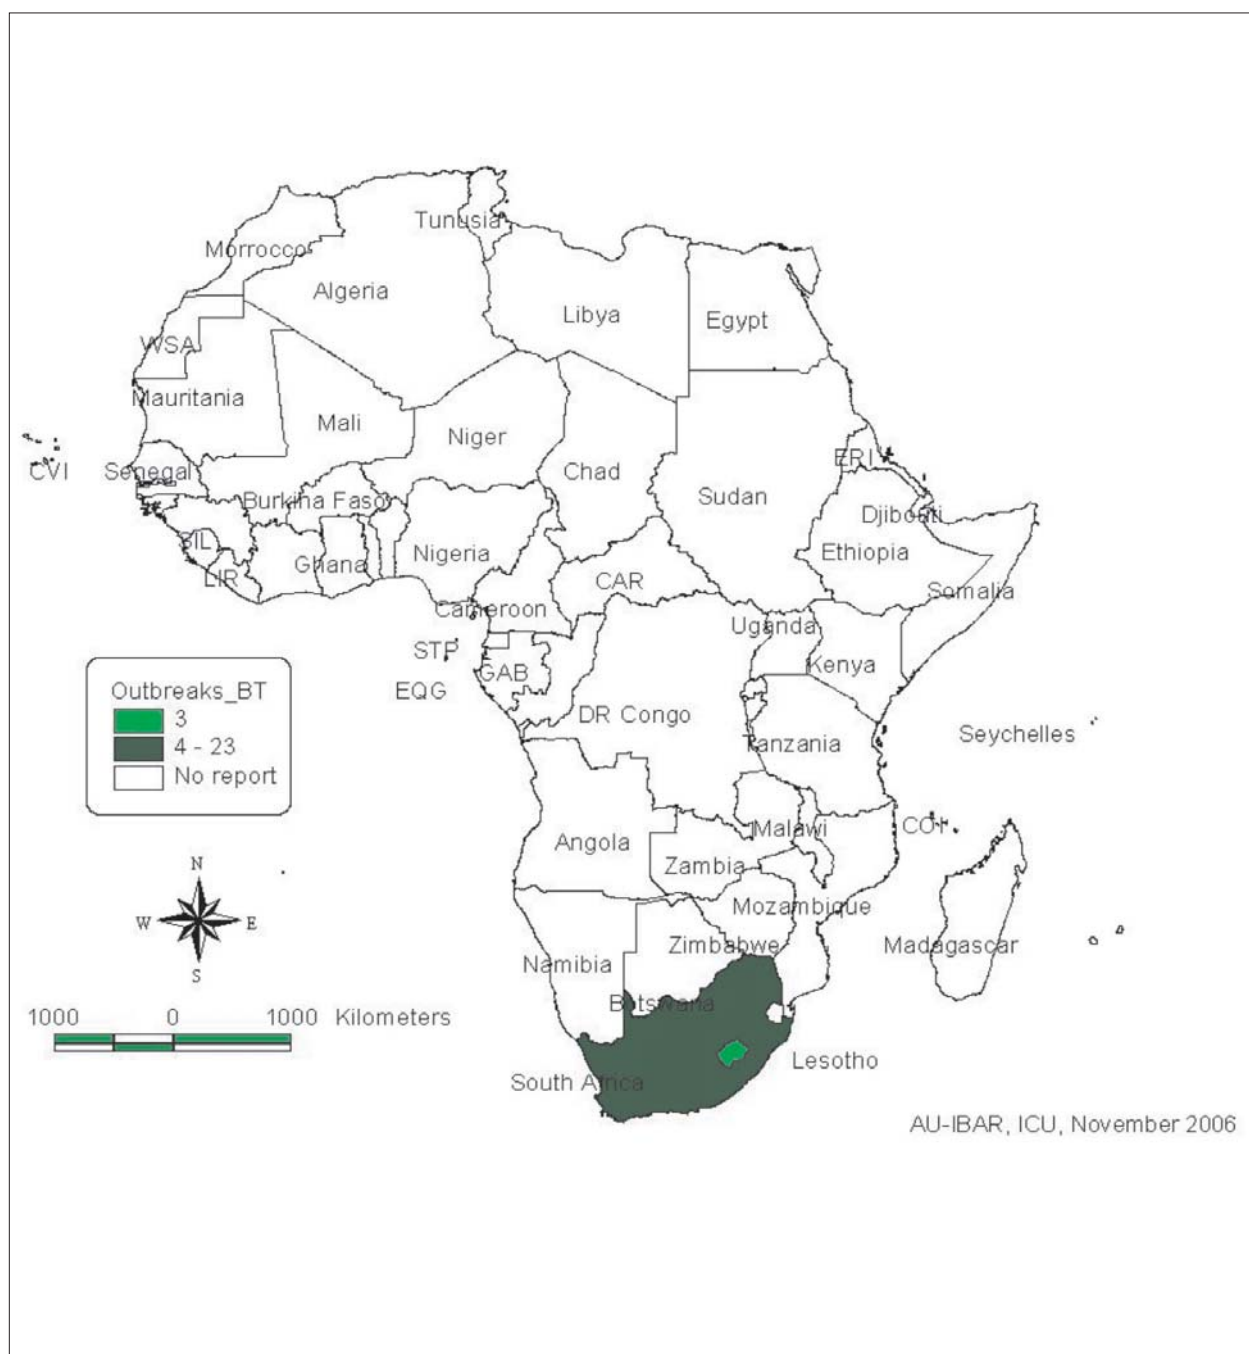 Tunusia
Morrocco
Algeria
Libya
Egypt
WSA
Mauritania
Mali
Niger
Chad
Sudan
ERI
CVI
Senegal
Burkina Faso
Djibouti
Nigeria
Ethiopia
SIL
Ghana
LIR
CAR
Somalia
Cameroon
Uganda
STP
GAB
Kenya
EQG
DR Congo
Tanzania
Seychelles
Outbreaks_BT
3
4 - 23
No report
Angola
Malawi
COI
Zambia
Mozambique
Zimbabwe
Madagascar
Namibia
Botswana
N
W E
S
1000 0 1000 Kilometers
Lesotho
South Africa
AU-IBAR, ICU, November 2006